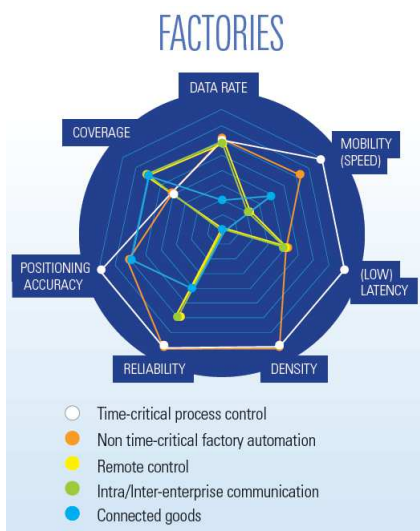 FACTORIES
DATA RATE
COVERAGE
MOBILITY
(SPEED)
POSITIONING
ACCURACY
(LOW)
LATENCY
RELIABILITY
DENSITY
Time-critical process control
Non time-critical factory automation
Remote control
Intra/Inter-enterprise communication
Connected goods